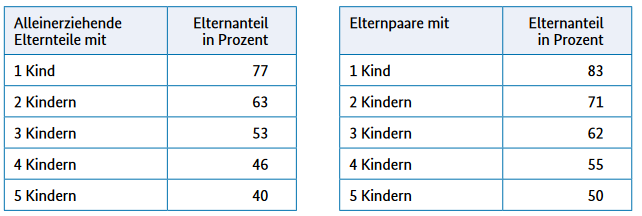 Alleinerziehende
Elternteile mit
Elternanteil
in Prozent
1 Kind 77
2 Kindern 63
3 Kindern 53
4 Kindern 46
5 Kindern 40
Elternpaare mit
Elternanteil
in Prozent
1 Kind 83
2 Kindern 71
3 Kindern 62
4 Kindern 55
5 Kindern 50